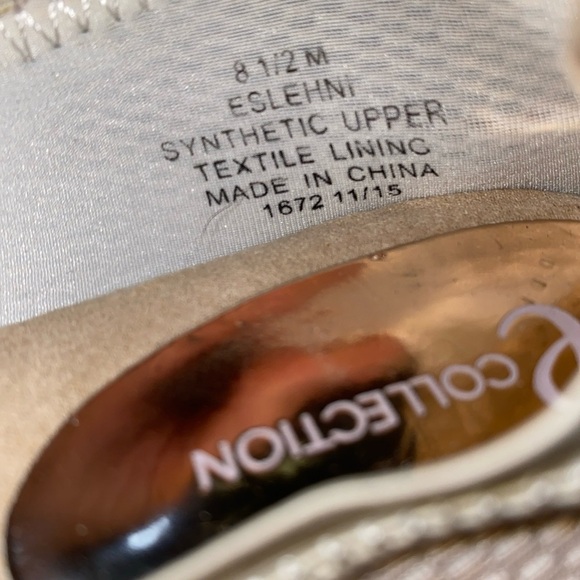 8 1/2 M
ESLEHNI
SYNTHETIC UPPER
TEXTILE LINING
MADE IN CHINA
1672 11/15
e COLLECTION